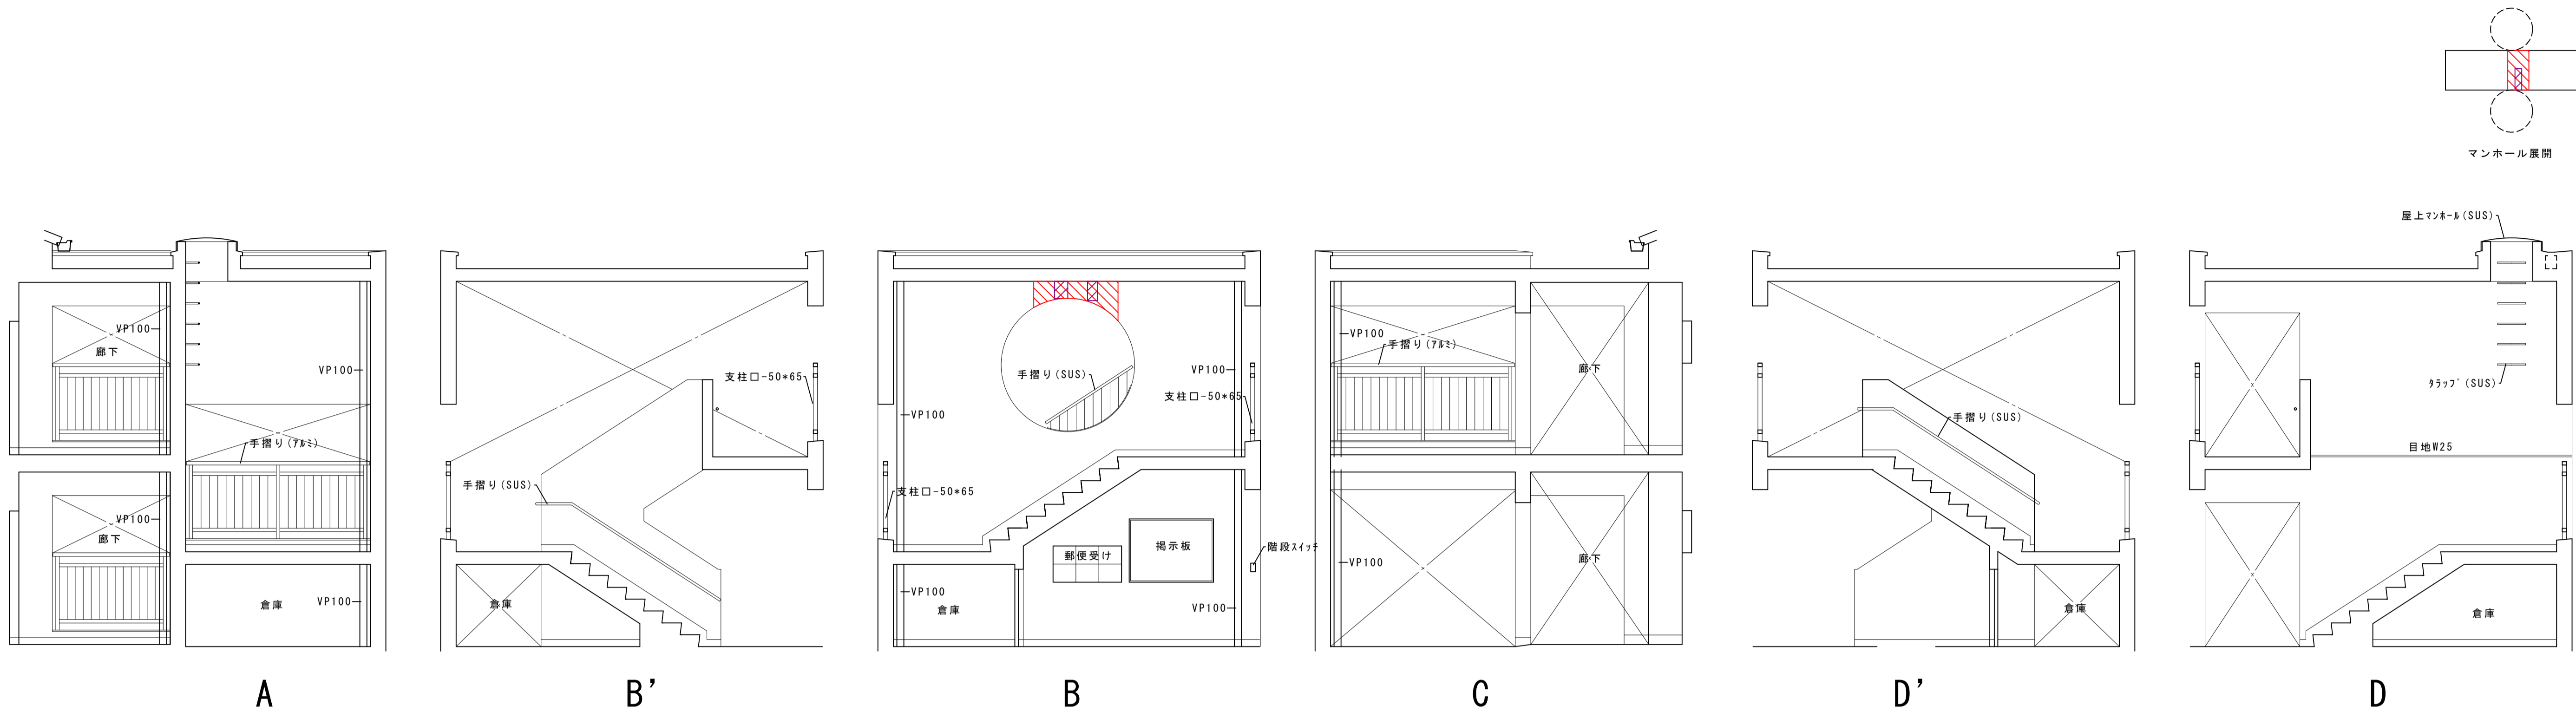 マンホール展開
屋上ﾏﾝﾎｰﾙ(SUS)
VP100
廊下
VP100
手摺り(ｱﾙﾐ)
VP100
廊下
倉庫
VP100
支柱口-50*65
手摺り(SUS)
倉庫
手摺り(SUS)
VP100
支柱口-50*65
VP100
支柱口-50*65
郵便受け
掲示板
階段ｽｲｯﾁ
VP100
倉庫
VP100
VP100
手摺り(ｱﾙﾐ)
廊下
廊下
VP100
手摺り(SUS)
倉庫
ﾀﾗｯﾌﾟ(SUS)
目地W25
倉庫
A
B’
B
C
D’
D